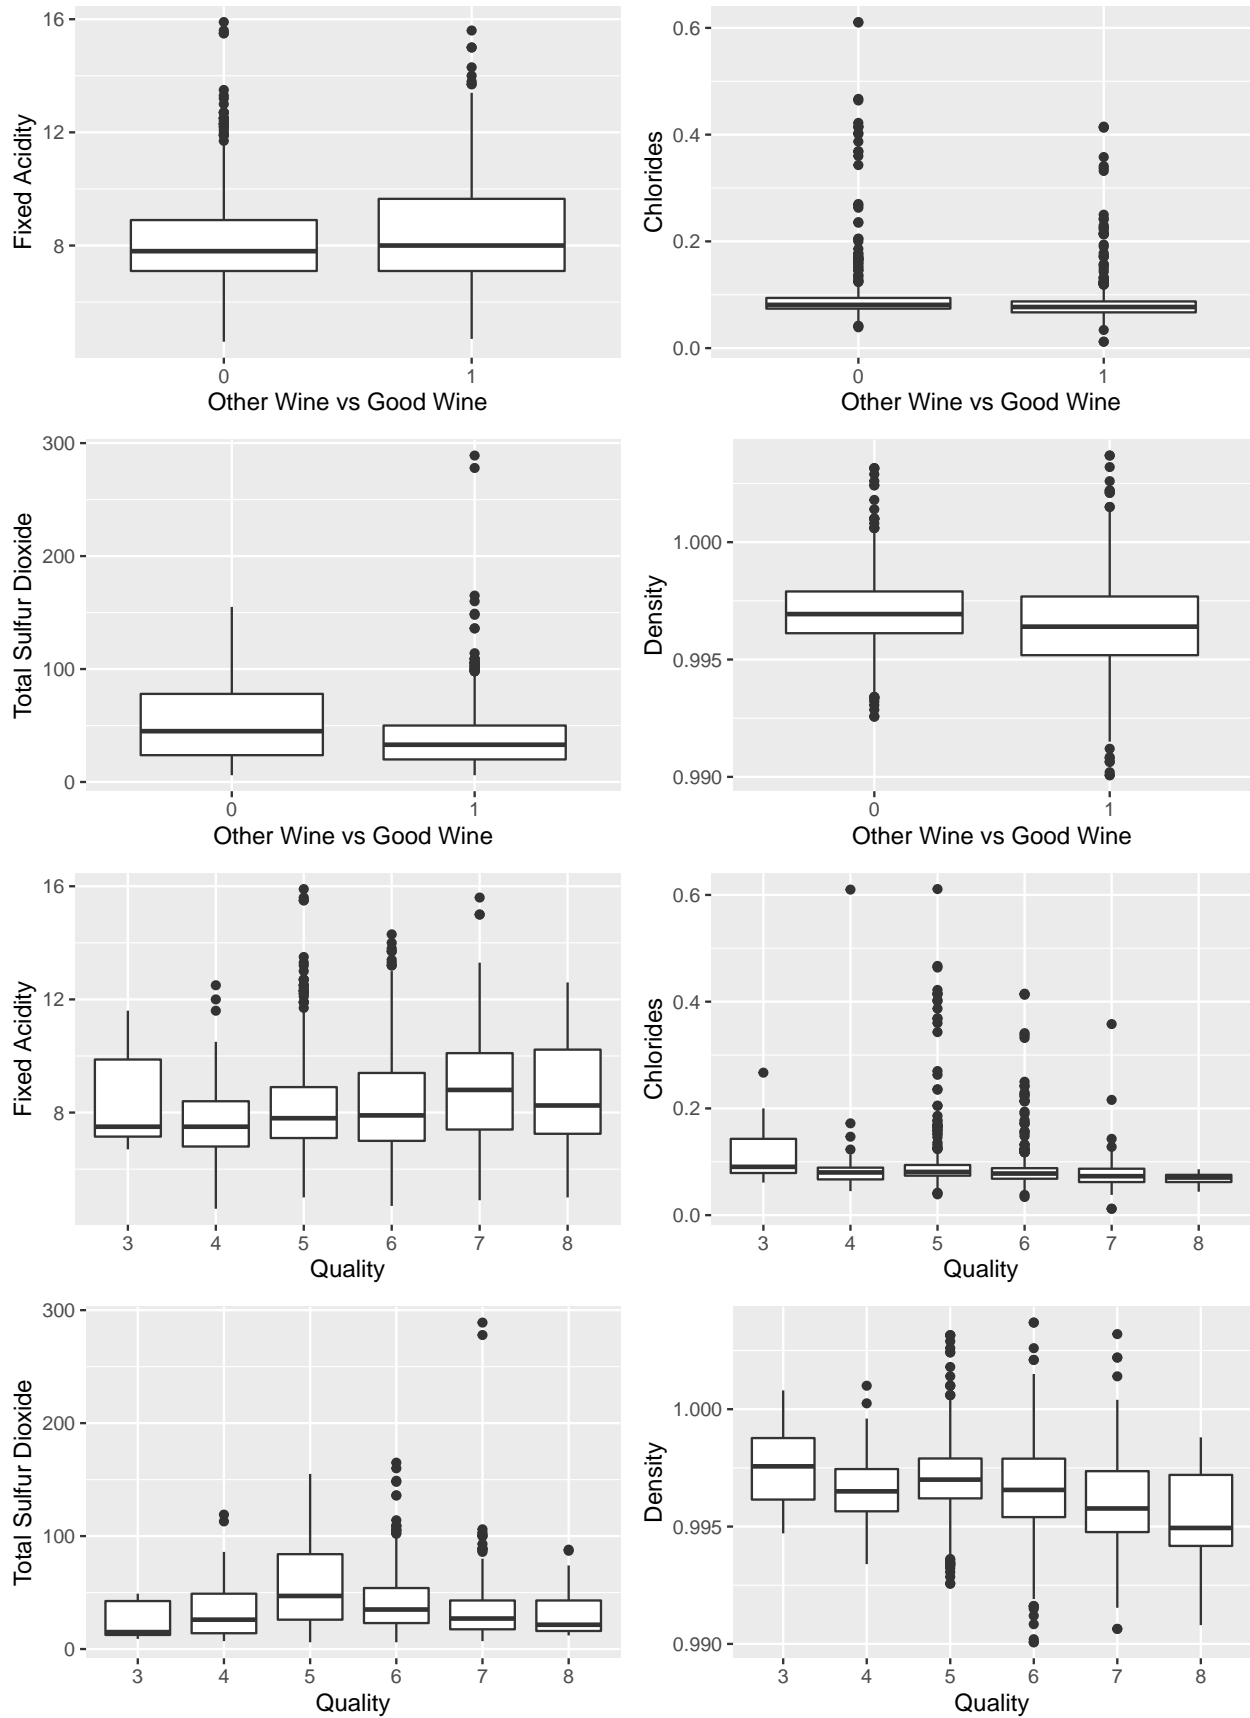 16
12
8
Fixed Acidity
0 1
Other Wine vs Good Wine
0.6
0.4
0.2
0.0
Chlorides
0 1
Other Wine vs Good Wine
300
200
100
0
Total Sulfur Dioxide
0 1
Other Wine vs Good Wine
1.000
0.995
0.990
Density
0 1
Other Wine vs Good Wine
16
12
8
Fixed Acidity
3 4 5 6 7 8
Quality
0.6
0.4
0.2
0.0
Chlorides
3 4 5 6 7 8
Quality
300
200
100
0
Total Sulfur Dioxide
3 4 5 6 7 8
Quality
1.000
0.995
0.990
Density
3 4 5 6 7 8
Quality